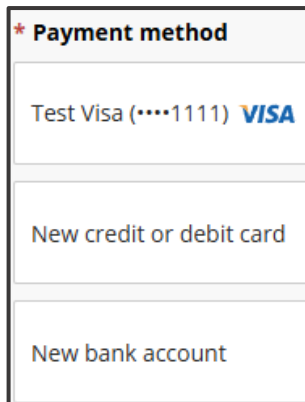 * Payment method
Test Visa (••••1111) VISA
New credit or debit card
New bank account